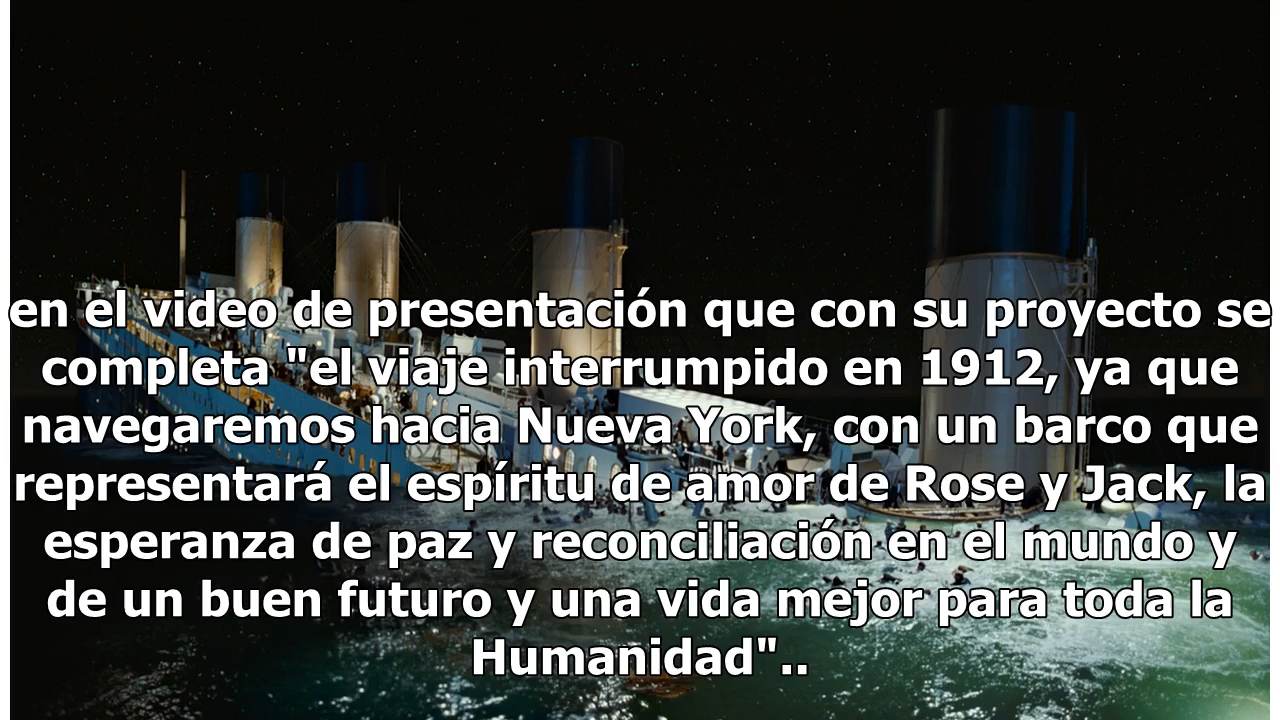 en el video de presentación que con su proyecto se
completa "el viaje interrumpido en 1912, ya que
navegaremos hacia Nueva York, con un barco que
representará el espíritu de amor de Rose y Jack, la
esperanza de paz y reconciliación en el mundo y
de un buen futuro y una vida mejor para toda la
Humanidad"..